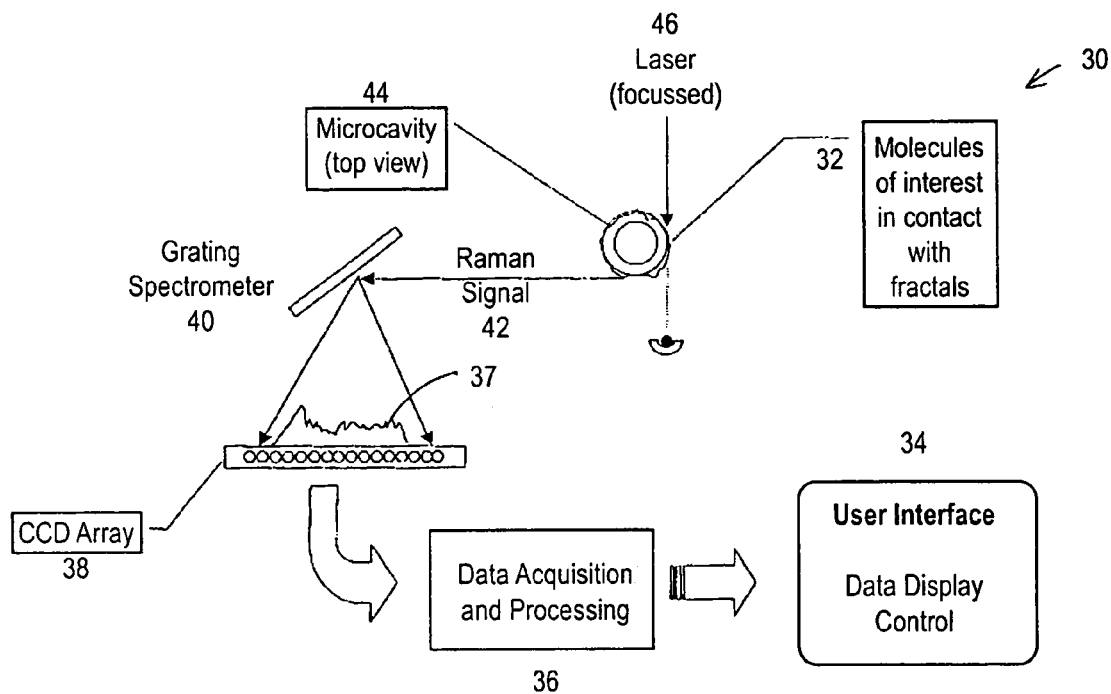 46
Laser
(focussed)
30
44
Microcavity
(top view)
32
Molecules
of interest
in contact
with
fractals
Grating
Spectrometer
40
Raman
Signal
42
37
CCD Array
38
34
User Interface
Data Display
Control
Data Acquisition
and Processing
36